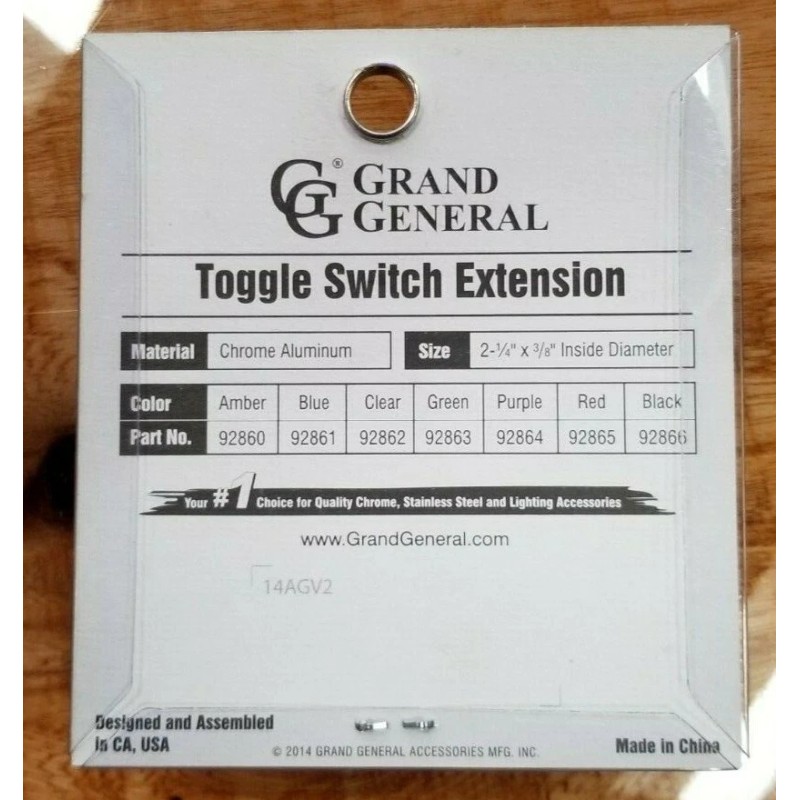 GG® GRAND
GENERAL
Toggle Switch Extension
Material Chrome Aluminum Size 2-¼" x 3/8" Inside Diameter
Color Amber Blue Clear Green Purple Red Black
Part No. 92860 92861 92862 92863 92864 92865 92866
Your #1 Choice for Quality Chrome, Stainless Steel and Lighting Accessories
www.GrandGeneral.com
14AGV2
Designed and Assembled
in CA, USA
© 2014 GRAND GENERAL ACCESSORIES MFG. INC.
Made in China